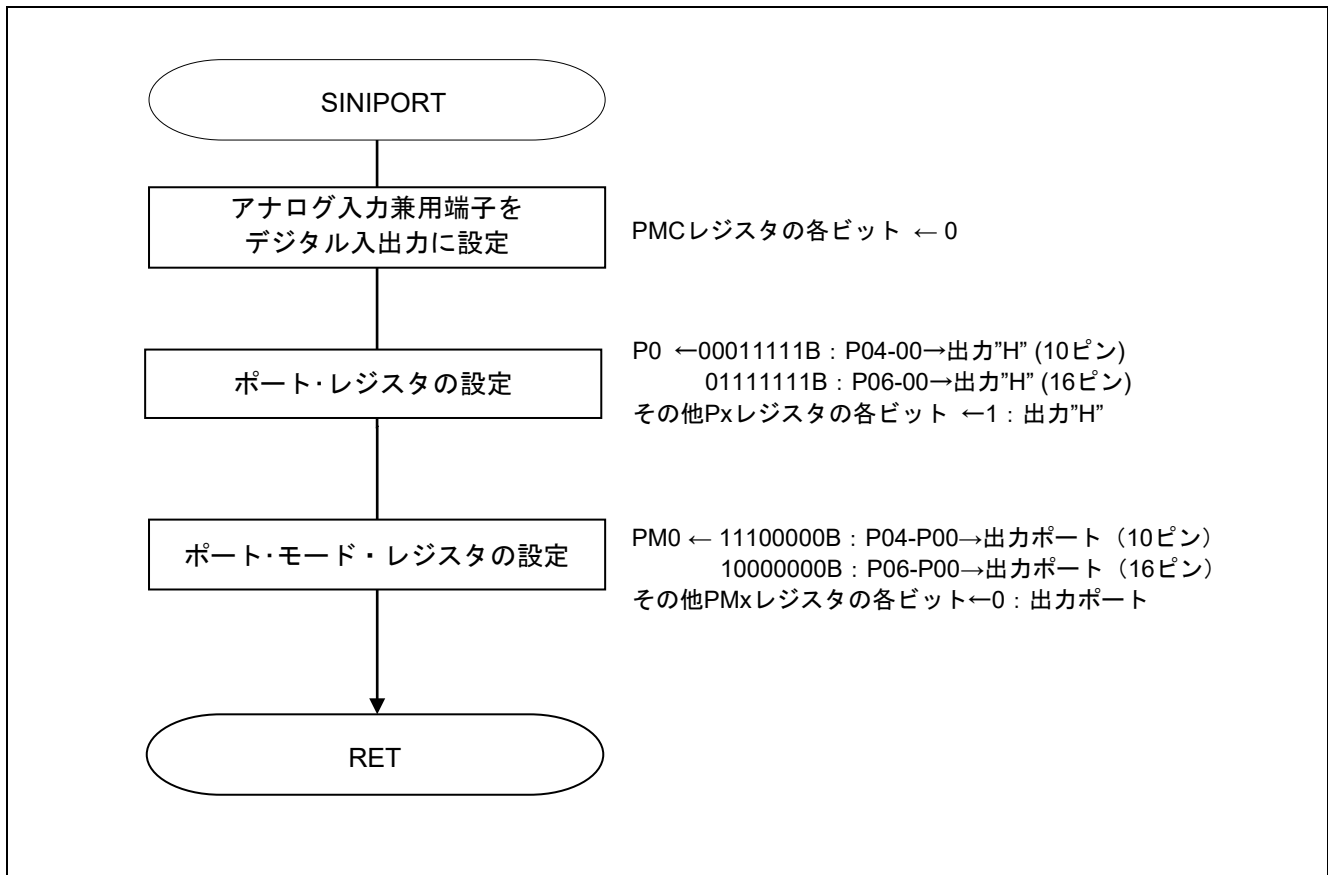 SINIPORT
アナログ入力兼用端子を
デジタル入出力に設定
PMCレジスタの各ビット ← 0
ポート・レジスタの設定
P0 ←00011111B：P04-00→出力”H” (10ピン)
01111111B：P06-00→出力”H” (16ピン)
その他Pxレジスタの各ビット ←1：出力”H”
ポート・モード・レジスタの設定
PM0 ← 11100000B：P04-P00→出力ポート（10ピン）
10000000B：P06-P00→出力ポート（16ピン）
その他PMxレジスタの各ビット←0：出力ポート
RET